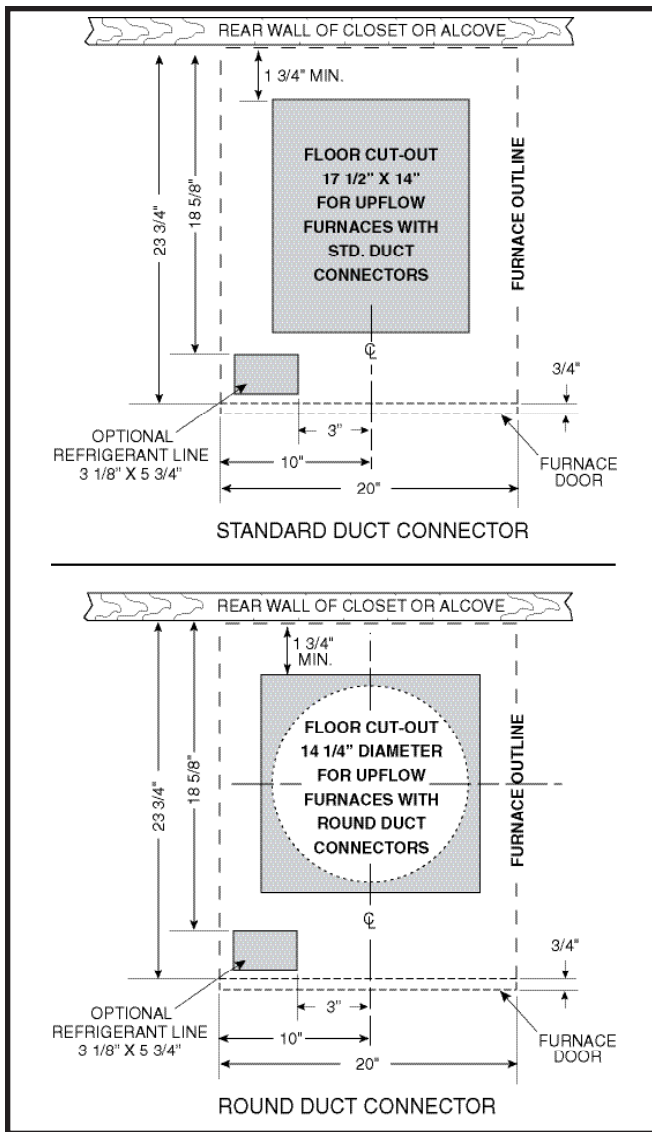 REAR WALL OF CLOSET OR ALCOVE
1 3/4" MIN.
FLOOR CUT-OUT
17 1/2" X 14"
FOR UPFLOW
FURNACES WITH
STD. DUCT
CONNECTORS
23 3/4"
18 5/8"
FURNACE OUTLINE
℄
3/4"
OPTIONAL
REFRIGERANT LINE
3 1/8" X 5 3/4"
3"
10"
20"
FURNACE
DOOR
STANDARD DUCT CONNECTOR
REAR WALL OF CLOSET OR ALCOVE
1 3/4"
MIN.
FLOOR CUT-OUT
14 1/4” DIAMETER
FOR UPFLOW
FURNACES WITH
ROUND DUCT
CONNECTORS
23 3/4"
18 5/8"
FURNACE OUTLINE
℄
3/4"
OPTIONAL
REFRIGERANT LINE
3 1/8" X 5 3/4"
3"
10"
20"
FURNACE
DOOR
ROUND DUCT CONNECTOR